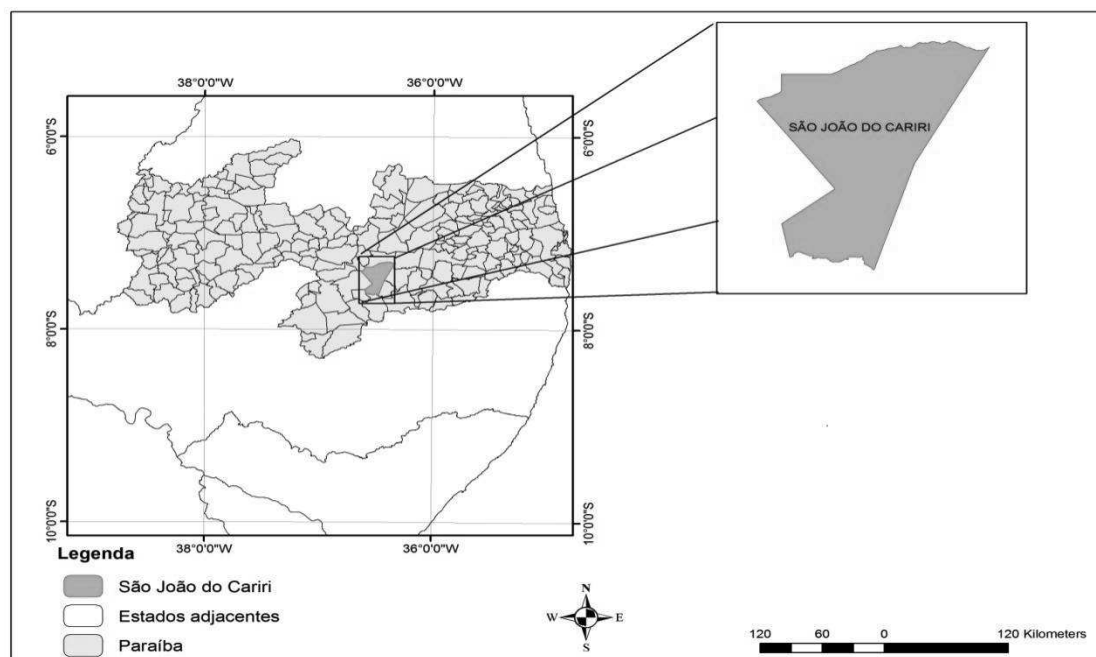 38°0'0"W
36°0'0"W
6°0'0"S
6°0'0"S
SÃO JOÃO DO CARIRI
8°0'0"S
8°0'0"S
10°0'0"S
10°0'0"S
38°0'0"W
36°0'0"W
Legenda
São João do Cariri
Estados adjacentes
Paraíba
N
W
E
S
120 60 0 120 Kilometers